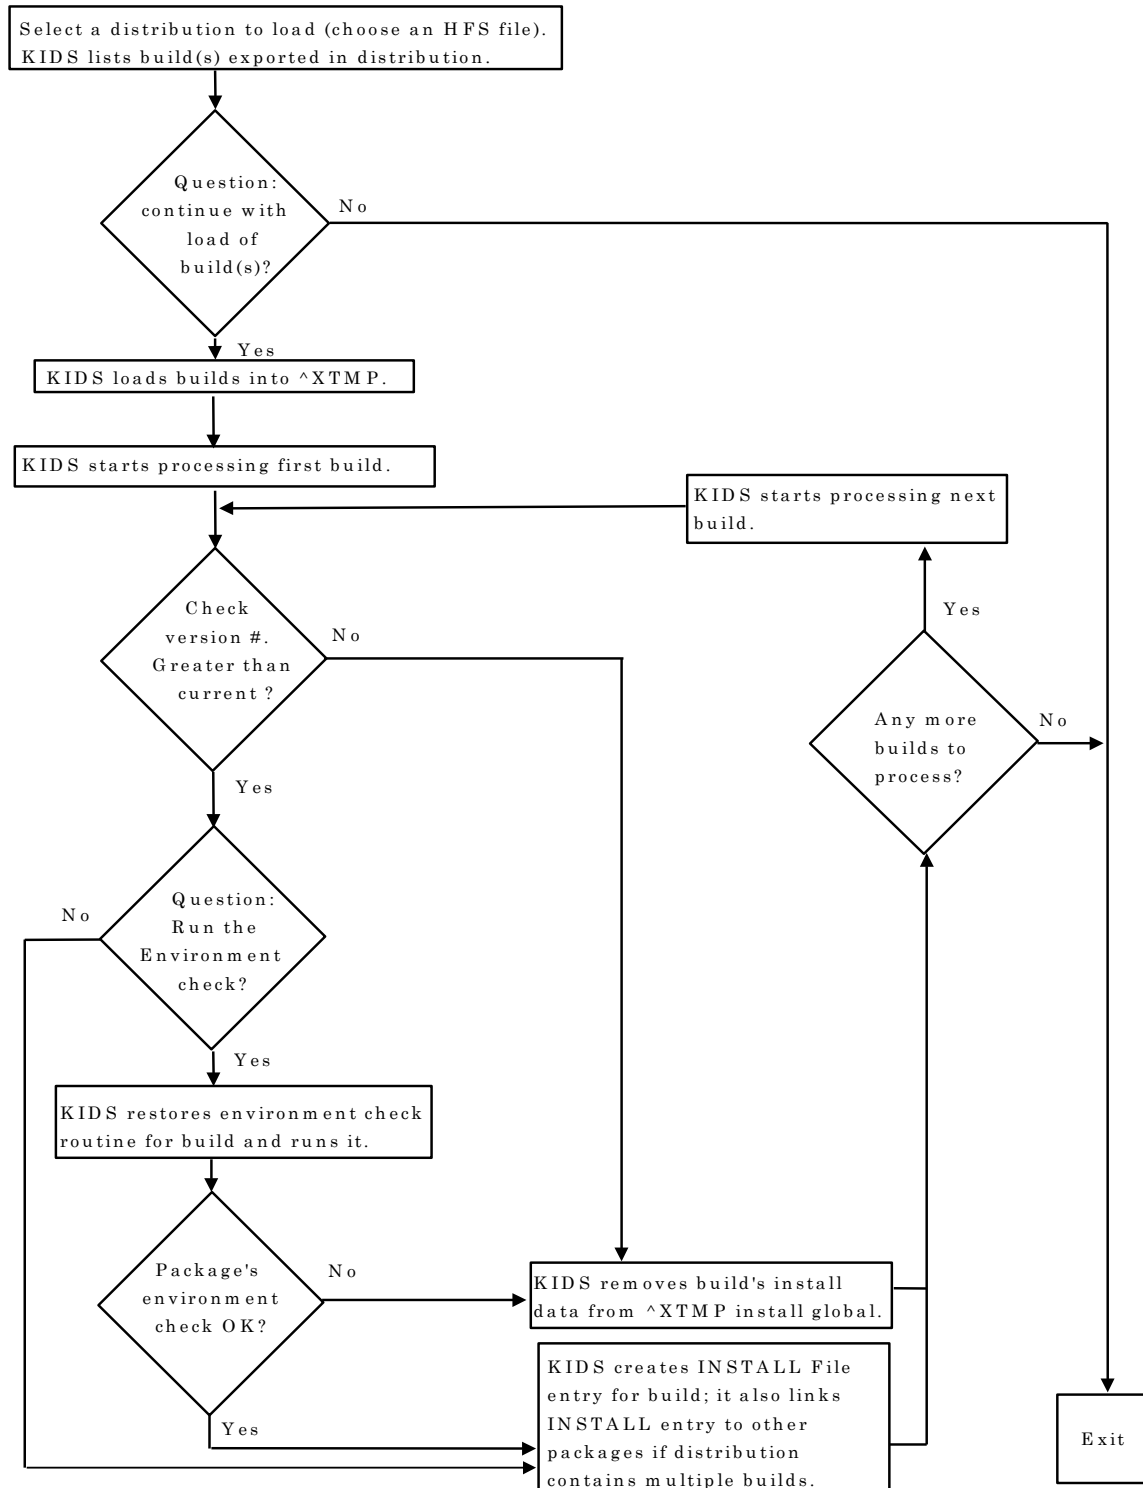 Select a distribution to load (choose an HFS file).
KIDS lists build(s) exported in distribution.
Question:
continue with
load of
build(s)?
No
Yes
KIDS loads builds into ^XTMP.
KIDS starts processing first build.
KIDS starts processing next
build.
Check
version #.
Greater than
current ?
No
Yes
Yes
Any more
builds to
process?
No
Question:
Run the
Environment
check?
No
Yes
KIDS restores environment check
routine for build and runs it.
Package's
environment
check OK?
No
Yes
KIDS removes build's install
data from ^XTMP install global.
KIDS creates INSTALL File
entry for build; it also links
INSTALL entry to other
packages if distribution
contains multiple builds.
Exit